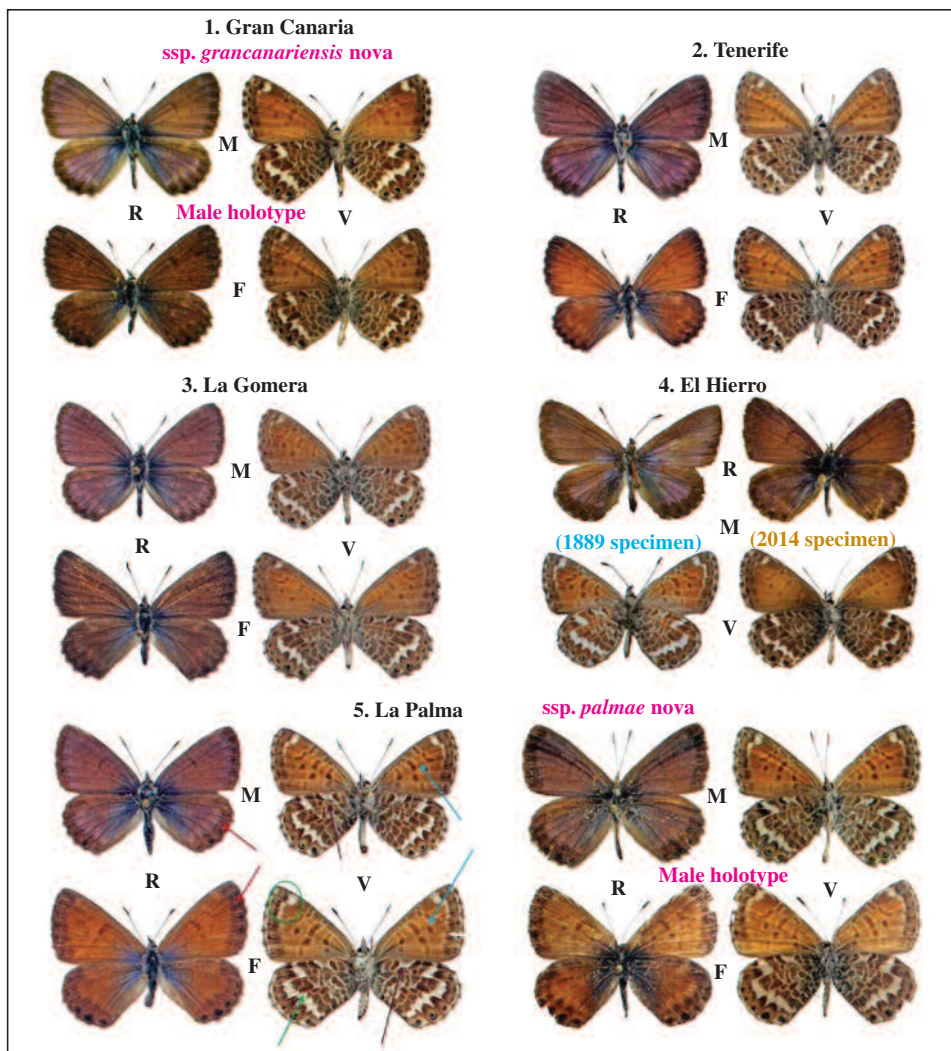 1. Gran Canaria
ssp. grancanariensis nova
M
R
Male holotype
V
F
2. Tenerife
M
R
V
F
3. La Gomera
M
R
V
F
4. El Hierro
R
M
(1889 specimen)
(2014 specimen)
V
5. La Palma
M
R
V
F
ssp. palmae nova
M
Male holotype
R
V
F